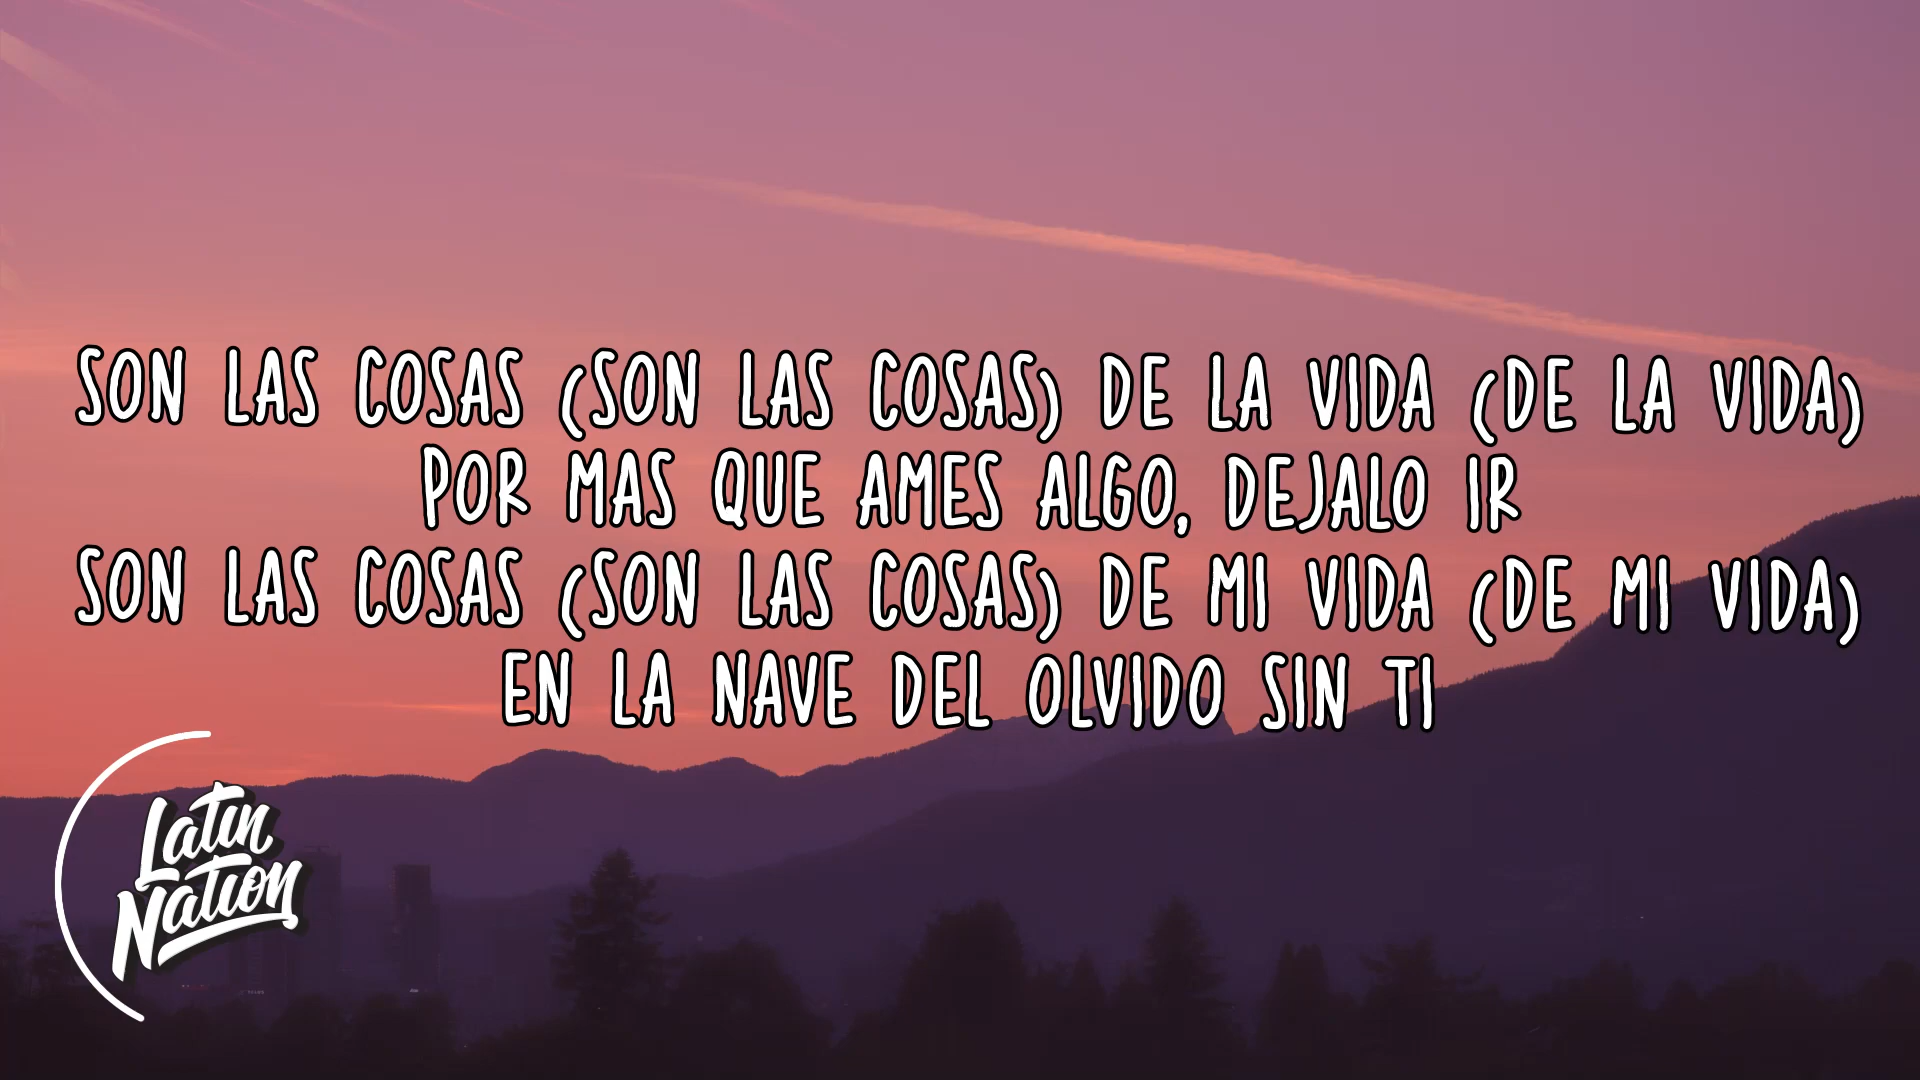 SON LAS COSAS (SON LAS COSAS) DE LA VIDA (DE LA VIDA)
POR MAS QUE AMES ALGO, DEJALO IR
SON LAS COSAS (SON LAS COSAS) DE MI VIDA (DE MI VIDA)
EN LA NAVE DEL OLVIDO SIN TI
Latin
Nation